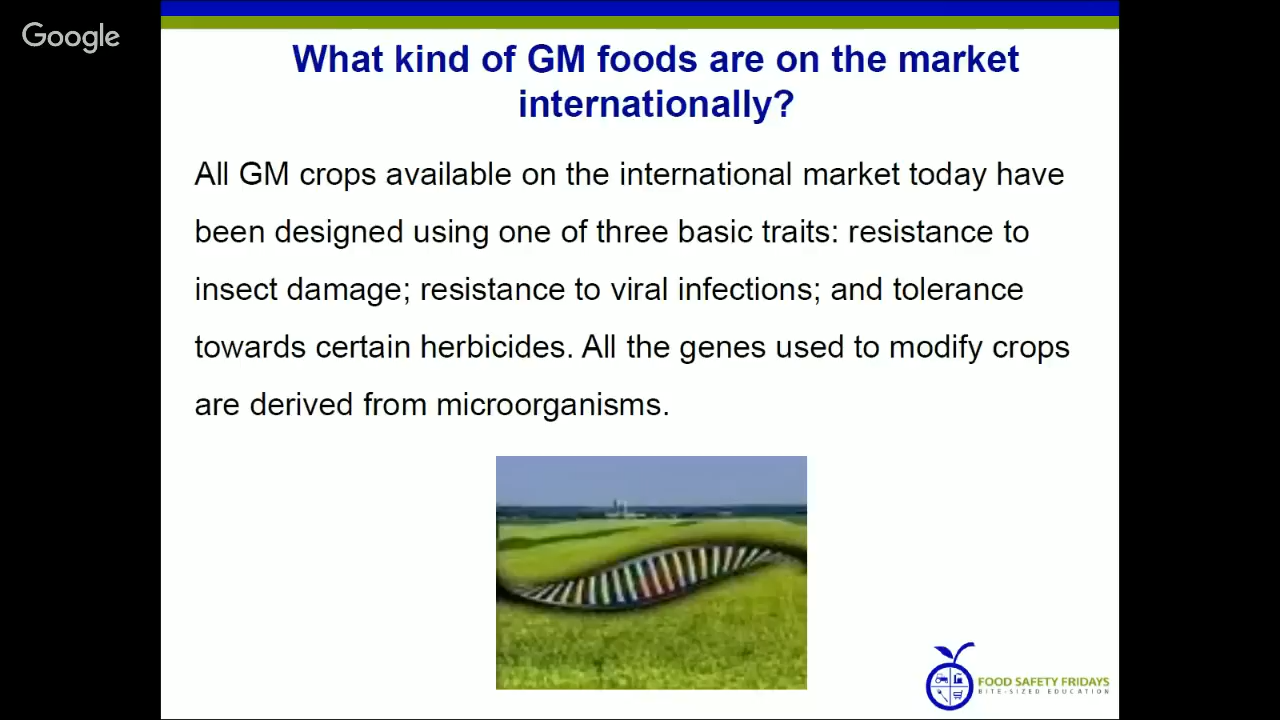 Google
What kind of GM foods are on the market
internationally?
All GM crops available on the international market today have
been designed using one of three basic traits: resistance to
insect damage; resistance to viral infections; and tolerance
towards certain herbicides. All the genes used to modify crops
are derived from microorganisms.
FOOD SAFETY FRIDAYS
BITE-SIZED EDUCATION